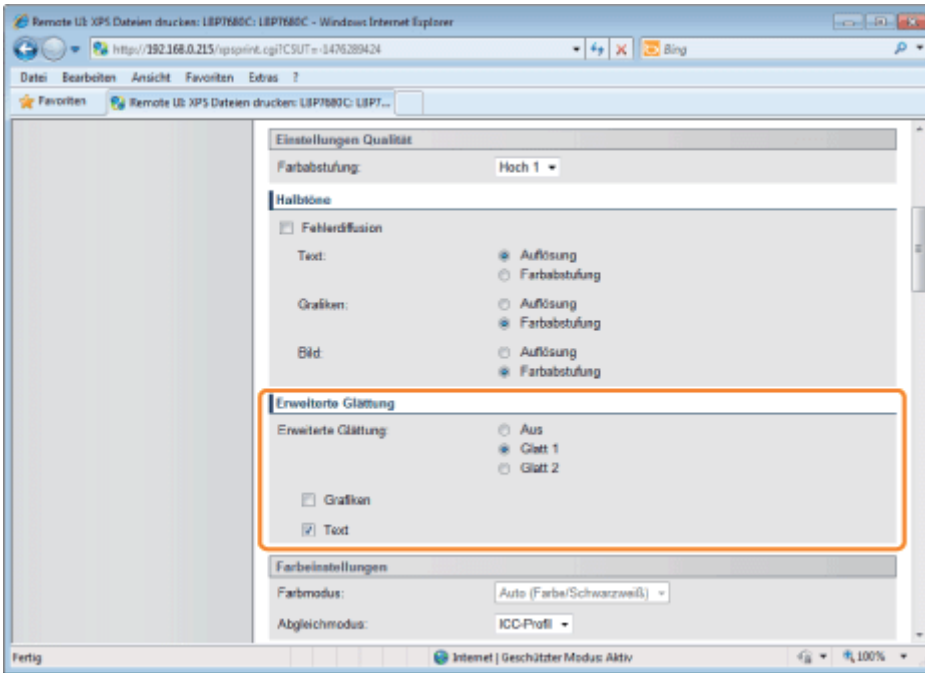 Remote UI: XPS Dateien drucken: LBP7680C: LBP7680C - Windows Internet Explorer
http://192.168.0.215/xpsprint.cgi?CSUT=-1476289424
Bing
Datei Bearbeiten Ansicht Favoriten Extras ?
Favoriten Remote UI: XPS Dateien drucken: LBP7680C: LBP7...
Einstellungen Qualität
Farbabstufung: Hoch 1
Halbtöne
Fehlerdiffusion
Text: Auflösung
Farbabstufung
Grafiken: Auflösung
Farbabstufung
Bild: Auflösung
Farbabstufung
Erweiterte Glättung
Erweiterte Glättung: Aus
Glatt 1
Glatt 2
Grafiken
Text
Farbeinstellungen
Farbmodus: Auto (Farbe/Schwarzweiß)
Abgleichmodus: ICC-Profil
Fertig Internet | Geschützter Modus: Aktiv 100%